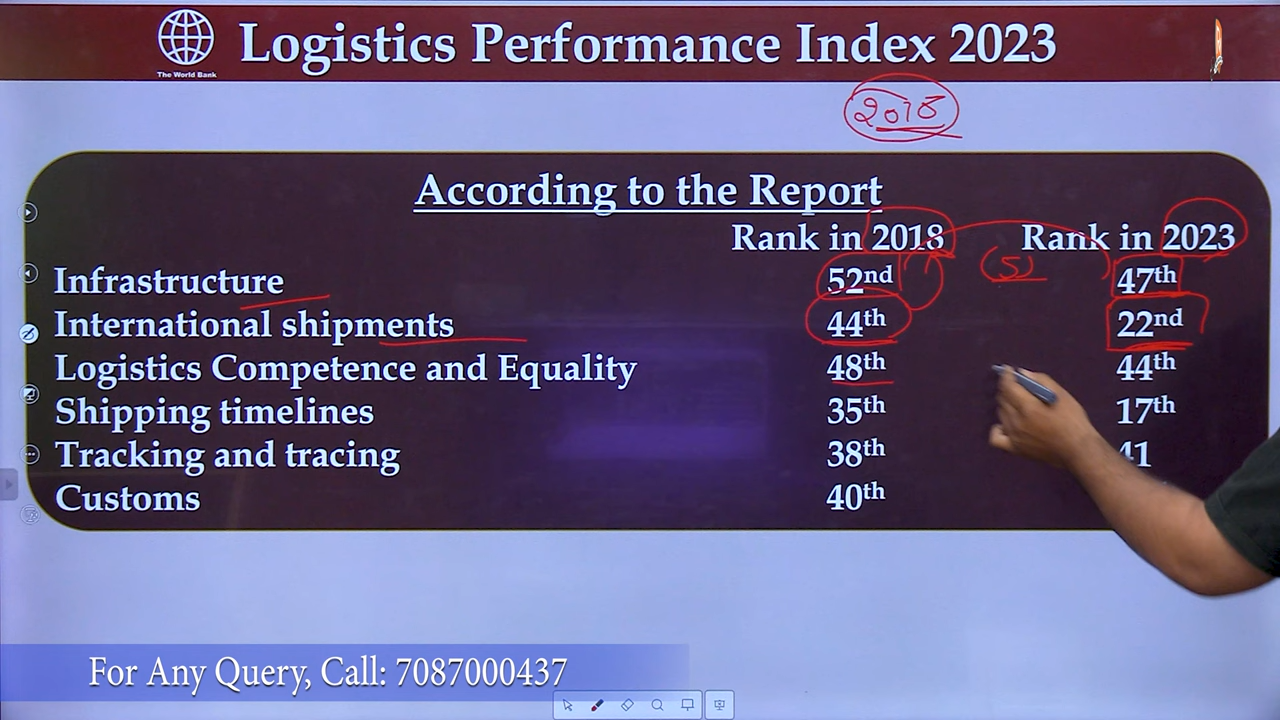 The World Bank
Logistics Performance Index 2023
2018
According to the Report
Rank in 2018 Rank in 2023
(5)
Infrastructure 52nd 47th
International shipments 44th 22nd
Logistics Competence and Equality 48th 44th
Shipping timelines 35th 17th
Tracking and tracing 38th 41
Customs 40th
For Any Query, Call: 7087000437